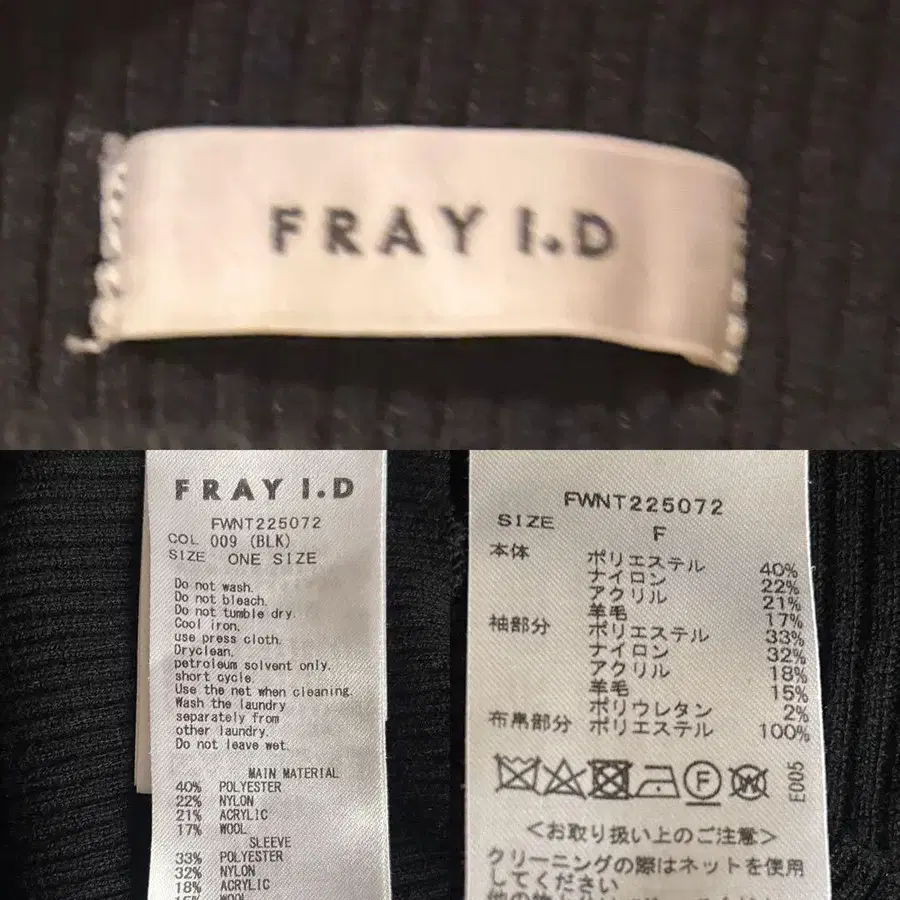 FRAY I.D
FRAY I.D
FWNT225072
COL 009 (BLK)
SIZE ONE SIZE
Do not wash.
Do not bleach.
Do not tumble dry.
Cool iron.
use press cloth.
Dryclean.
petroleum solvent only.
short cycle.
Use the net when cleaning.
Wash the laundry
separately from
other laundry.
Do not leave wet.
MAIN MATERIAL
40% POLYESTER
22% NYLON
21% ACRYLIC
17% WOOL
SLEEVE
33% POLYESTER
32% NYLON
18% ACRYLIC
15% WOOL
FWNT225072
SIZE F
本体 ポリエステル 40%
ナイロン 22%
アクリル 21%
羊毛 17%
袖部分 ポリエステル 33%
ナイロン 32%
アクリル 18%
羊毛 15%
ポリウレタン 2%
布帛部分 ポリエステル 100%
F W
E005
<お取り扱い上のご注意>
クリーニングの際はネットを使用
してください